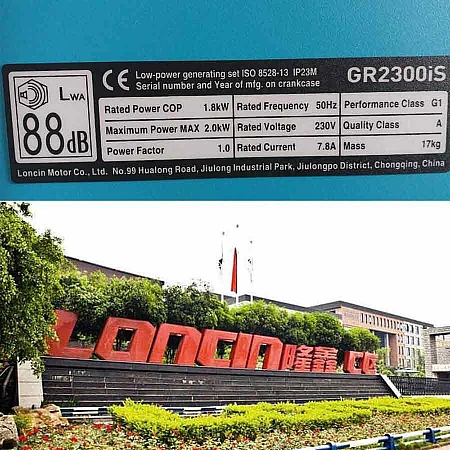 LWA
88dB
CE Low-power generating set ISO 8528-13 IP23M GR2300iS
Serial number and Year of mfg. on crankcase
Rated Power COP 1.8kW Rated Frequency 50Hz Performance Class G1
Maximum Power MAX 2.0kW Rated Voltage 230V Quality Class A
Power Factor 1.0 Rated Current 7.8A Mass 17kg
Loncin Motor Co., Ltd. No.99 Hualong Road, Jiulong Industrial Park, Jiulongpo District, Chongqing, China
LONCIN 隆鑫